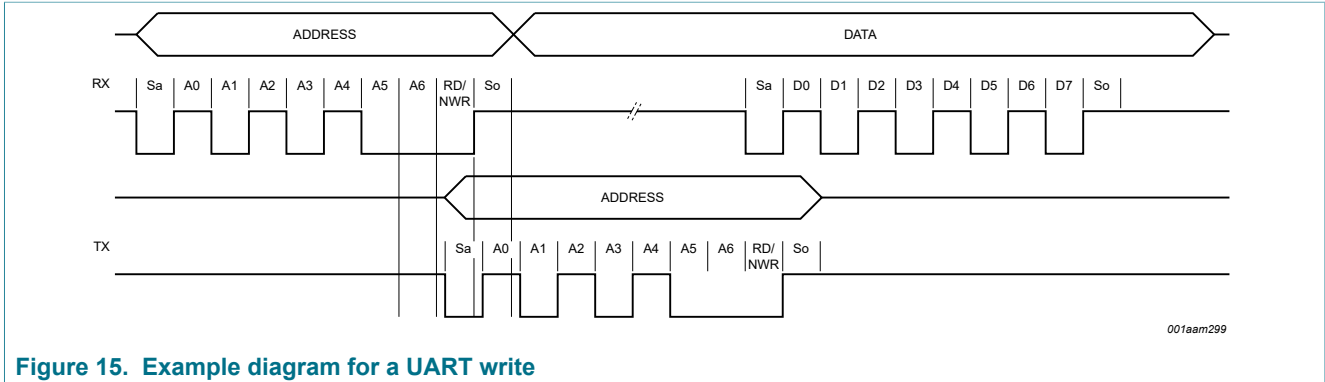 ADDRESS DATA
RX Sa A0 A1 A2 A3 A4 A5 A6 RD/ NWR So Sa D0 D1 D2 D3 D4 D5 D6 D7 So
ADDRESS
TX Sa A0 A1 A2 A3 A4 A5 A6 RD/ NWR So
001aam299
Figure 15. Example diagram for a UART write